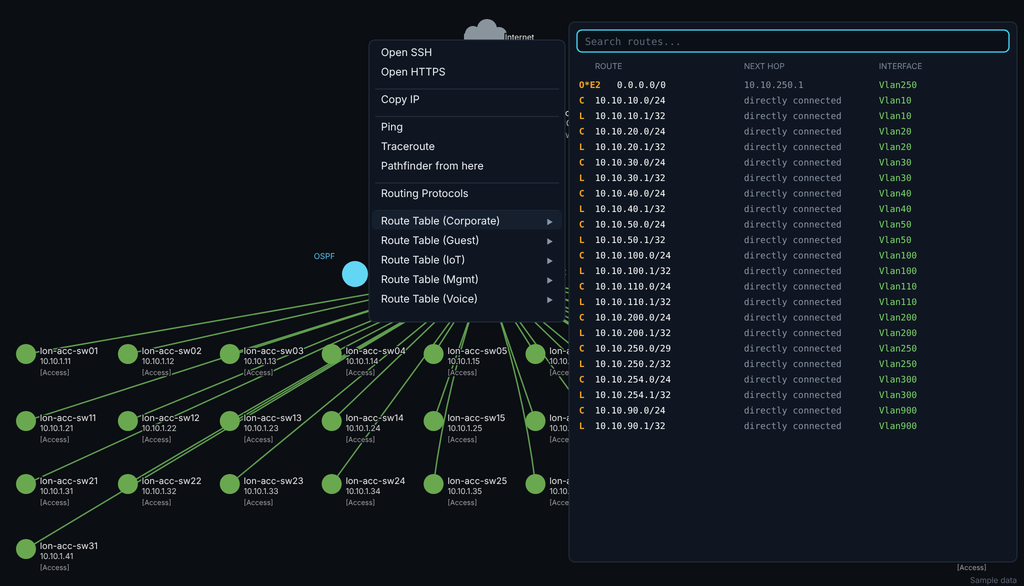 Internet
Open SSH
Open HTTPS
Copy IP
Ping
Traceroute
Pathfinder from here
Routing Protocols
Route Table (Corporate)
Route Table (Guest)
Route Table (IoT)
Route Table (Mgmt)
Route Table (Voice)
Search routes...
ROUTE NEXT HOP INTERFACE
O*E2 0.0.0.0/0 10.10.250.1 Vlan250
C 10.10.10.0/24 directly connected Vlan10
L 10.10.10.1/32 directly connected Vlan10
C 10.10.20.0/24 directly connected Vlan20
L 10.10.20.1/32 directly connected Vlan20
C 10.10.30.0/24 directly connected Vlan30
L 10.10.30.1/32 directly connected Vlan30
C 10.10.40.0/24 directly connected Vlan40
L 10.10.40.1/32 directly connected Vlan40
C 10.10.50.0/24 directly connected Vlan50
L 10.10.50.1/32 directly connected Vlan50
C 10.10.100.0/24 directly connected Vlan100
L 10.10.100.1/32 directly connected Vlan100
C 10.10.110.0/24 directly connected Vlan110
L 10.10.110.1/32 directly connected Vlan110
C 10.10.200.0/24 directly connected Vlan200
L 10.10.200.1/32 directly connected Vlan200
C 10.10.250.0/29 directly connected Vlan250
L 10.10.250.2/32 directly connected Vlan250
C 10.10.254.0/24 directly connected Vlan300
L 10.10.254.1/32 directly connected Vlan300
C 10.10.90.0/24 directly connected Vlan900
L 10.10.90.1/32 directly connected Vlan900
OSPF
lon-acc-sw01 lon-acc-sw02 lon-acc-sw03 lon-acc-sw04 lon-acc-sw05 lon-a
10.10.1.11 10.10.1.12 10.10.1.13 10.10.1.14 10.10.1.15 10.10.
[Access] [Access] [Access] [Access] [Access] [Acce
lon-acc-sw11 lon-acc-sw12 lon-acc-sw13 lon-acc-sw14 lon-acc-sw15 lon-a
10.10.1.21 10.10.1.22 10.10.1.23 10.10.1.24 10.10.1.25 10.10.
[Access] [Access] [Access] [Access] [Access] [Acce
lon-acc-sw21 lon-acc-sw22 lon-acc-sw23 lon-acc-sw24 lon-acc-sw25 lon-a
10.10.1.31 10.10.1.32 10.10.1.33 10.10.1.34 10.10.1.35 10.10.
[Access] [Access] [Access] [Access] [Access] [Acce
lon-acc-sw31
10.10.1.41
[Access] [Access]
Sample data